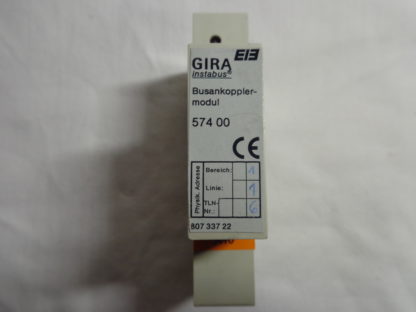 GIRA EIB
instabus®
Busankoppler-
modul
574 00
CE
Physik. Adresse
Bereich: 1
Linie: 1
TLN-
Nr.: 6
807 337 22